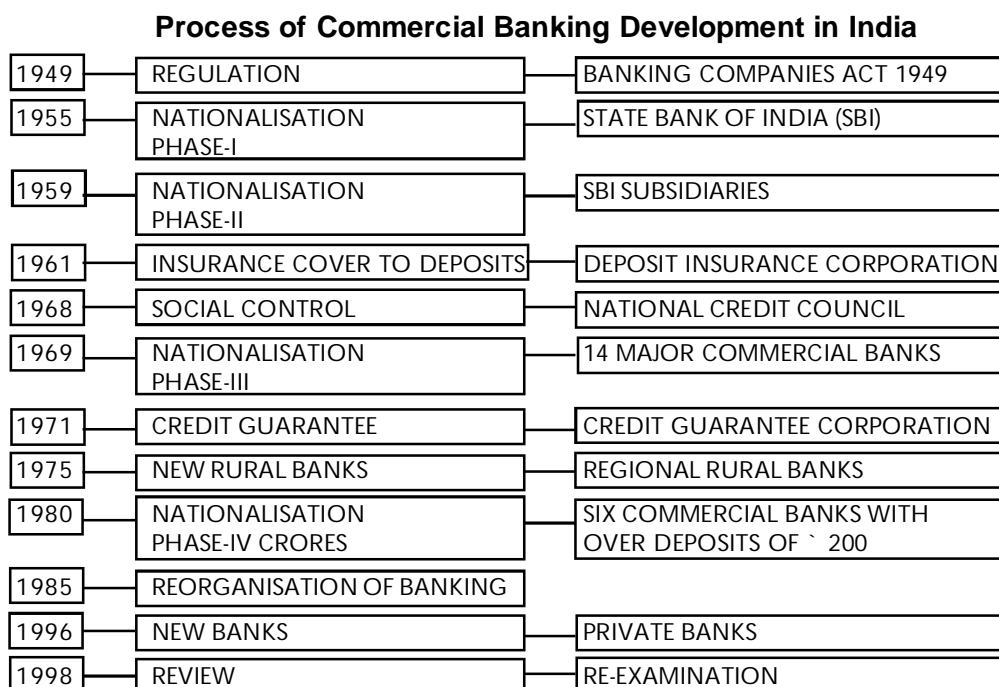 Process of Commercial Banking Development in India
1949 REGULATION BANKING COMPANIES ACT 1949
1955 NATIONALISATION STATE BANK OF INDIA (SBI)
PHASE-I
1959 NATIONALISATION SBI SUBSIDIARIES
PHASE-II
1961 INSURANCE COVER TO DEPOSITS DEPOSIT INSURANCE CORPORATION
1968 SOCIAL CONTROL NATIONAL CREDIT COUNCIL
1969 NATIONALISATION 14 MAJOR COMMERCIAL BANKS
PHASE-III
1971 CREDIT GUARANTEE CREDIT GUARANTEE CORPORATION
1975 NEW RURAL BANKS REGIONAL RURAL BANKS
1980 NATIONALISATION SIX COMMERCIAL BANKS WITH
PHASE-IV CRORES OVER DEPOSITS OF ` 200
1985 REORGANISATION OF BANKING
1996 NEW BANKS PRIVATE BANKS
1998 REVIEW RE-EXAMINATION